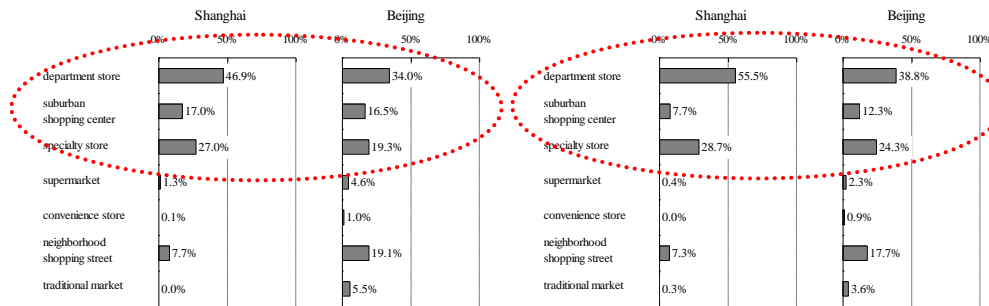 Shanghai Beijing Shanghai Beijing
0% 50% 100% 0% 50% 100% 0% 50% 100% 0% 50% 100%
department store 46.9% 34.0% department store 55.5% 38.8%
suburban
shopping center 17.0% 16.5% suburban
shopping center 7.7% 12.3%
specialty store 27.0% 19.3% specialty store 28.7% 24.3%
supermarket 1.3% 4.6% supermarket 0.4% 2.3%
convenience store 0.1% 1.0% convenience store 0.0% 0.9%
neighborhood
shopping street 7.7% 19.1% neighborhood
shopping street 7.3% 17.7%
traditional market 0.0% 5.5% traditional market 0.3% 3.6%